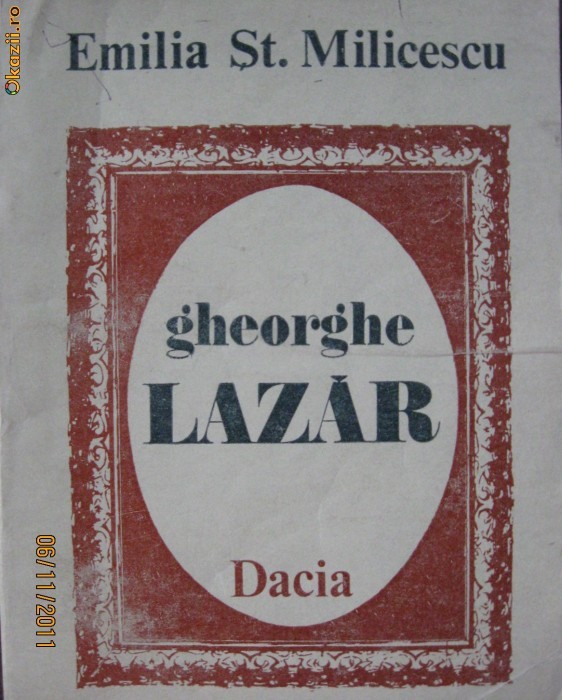 Okazii.ro
Emilia Șt. Milicescu
gheorghe
LAZĂR
Dacia
06/11/2011